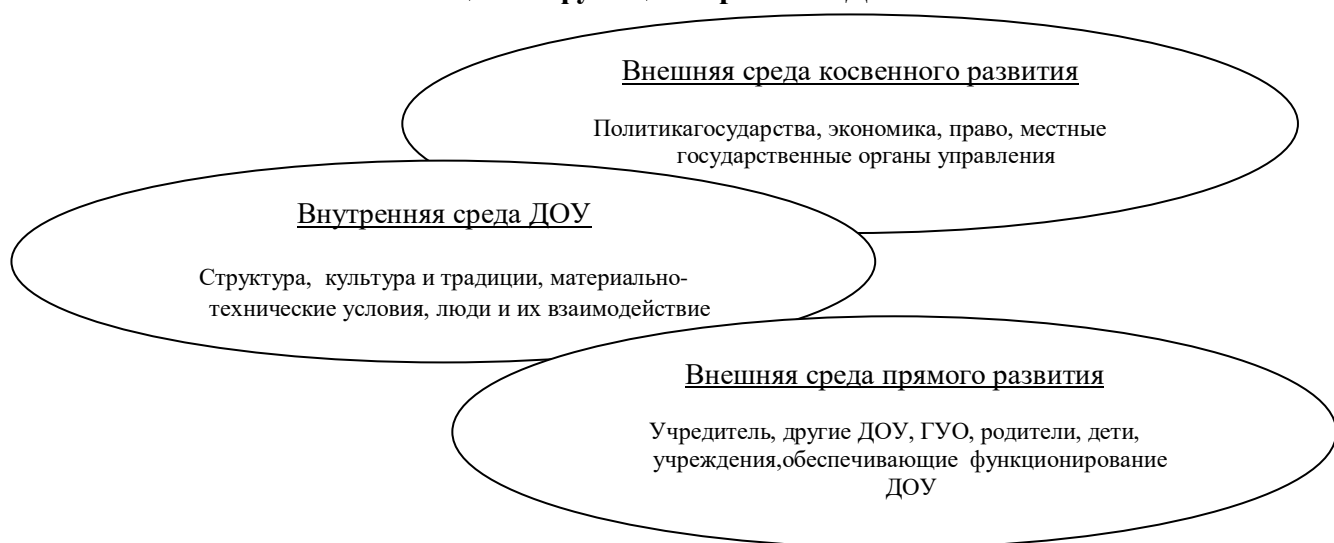 Внешняя среда косвенного развития
Политикагосударства, экономика, право, местные
государственные органы управления
Внутренняя среда ДОУ
Структура, культура и традиции, материально-
технические условия, люди и их взаимодействие
Внешняя среда прямого развития
Учредитель, другие ДОУ, ГУО, родители, дети,
учреждения,обеспечивающие функционирование
ДОУ